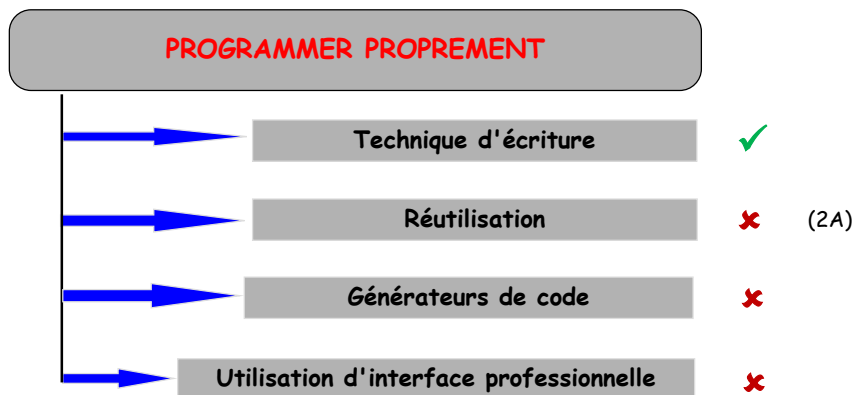 PROGRAMMER PROPREMENT
Technique d'écriture
Réutilisation (2A)
Générateurs de code
Utilisation d'interface professionnelle